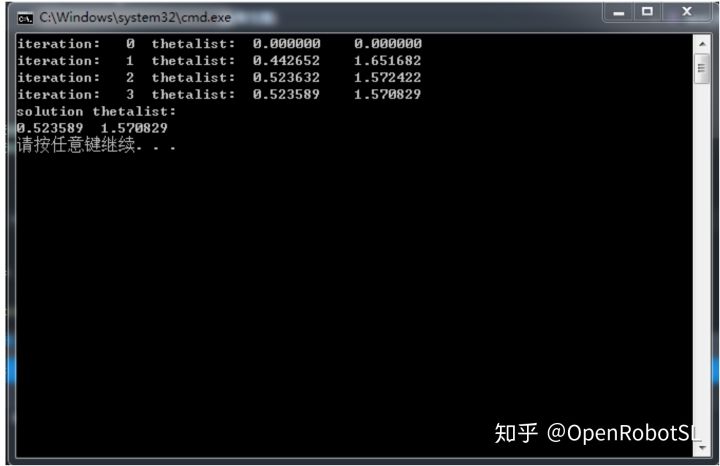 C:\Windows\system32\cmd.exe
iteration:   0  thetalist:  0.000000    0.000000
iteration:   1  thetalist:  0.442652    1.651682
iteration:   2  thetalist:  0.523632    1.572422
iteration:   3  thetalist:  0.523589    1.570829
solution thetalist:
0.523589  1.570829
请按任意键继续. . .
知乎 @OpenRobotSL